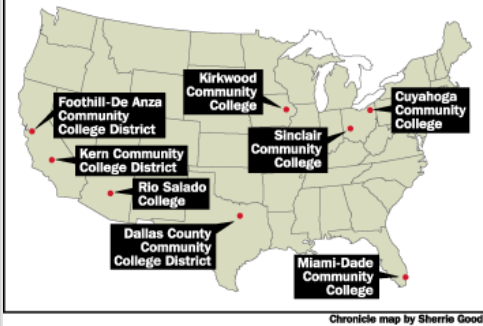 Kirkwood
Community
College
Foothill-De Anza
Community
College District
Cuyahoga
Community
College
Sinclair
Community
College
Kern Community
College District
Rio Salado
College
Dallas County
Community
College District
Miami-Dade
Community
College
Chronicle map by Sherrie Good